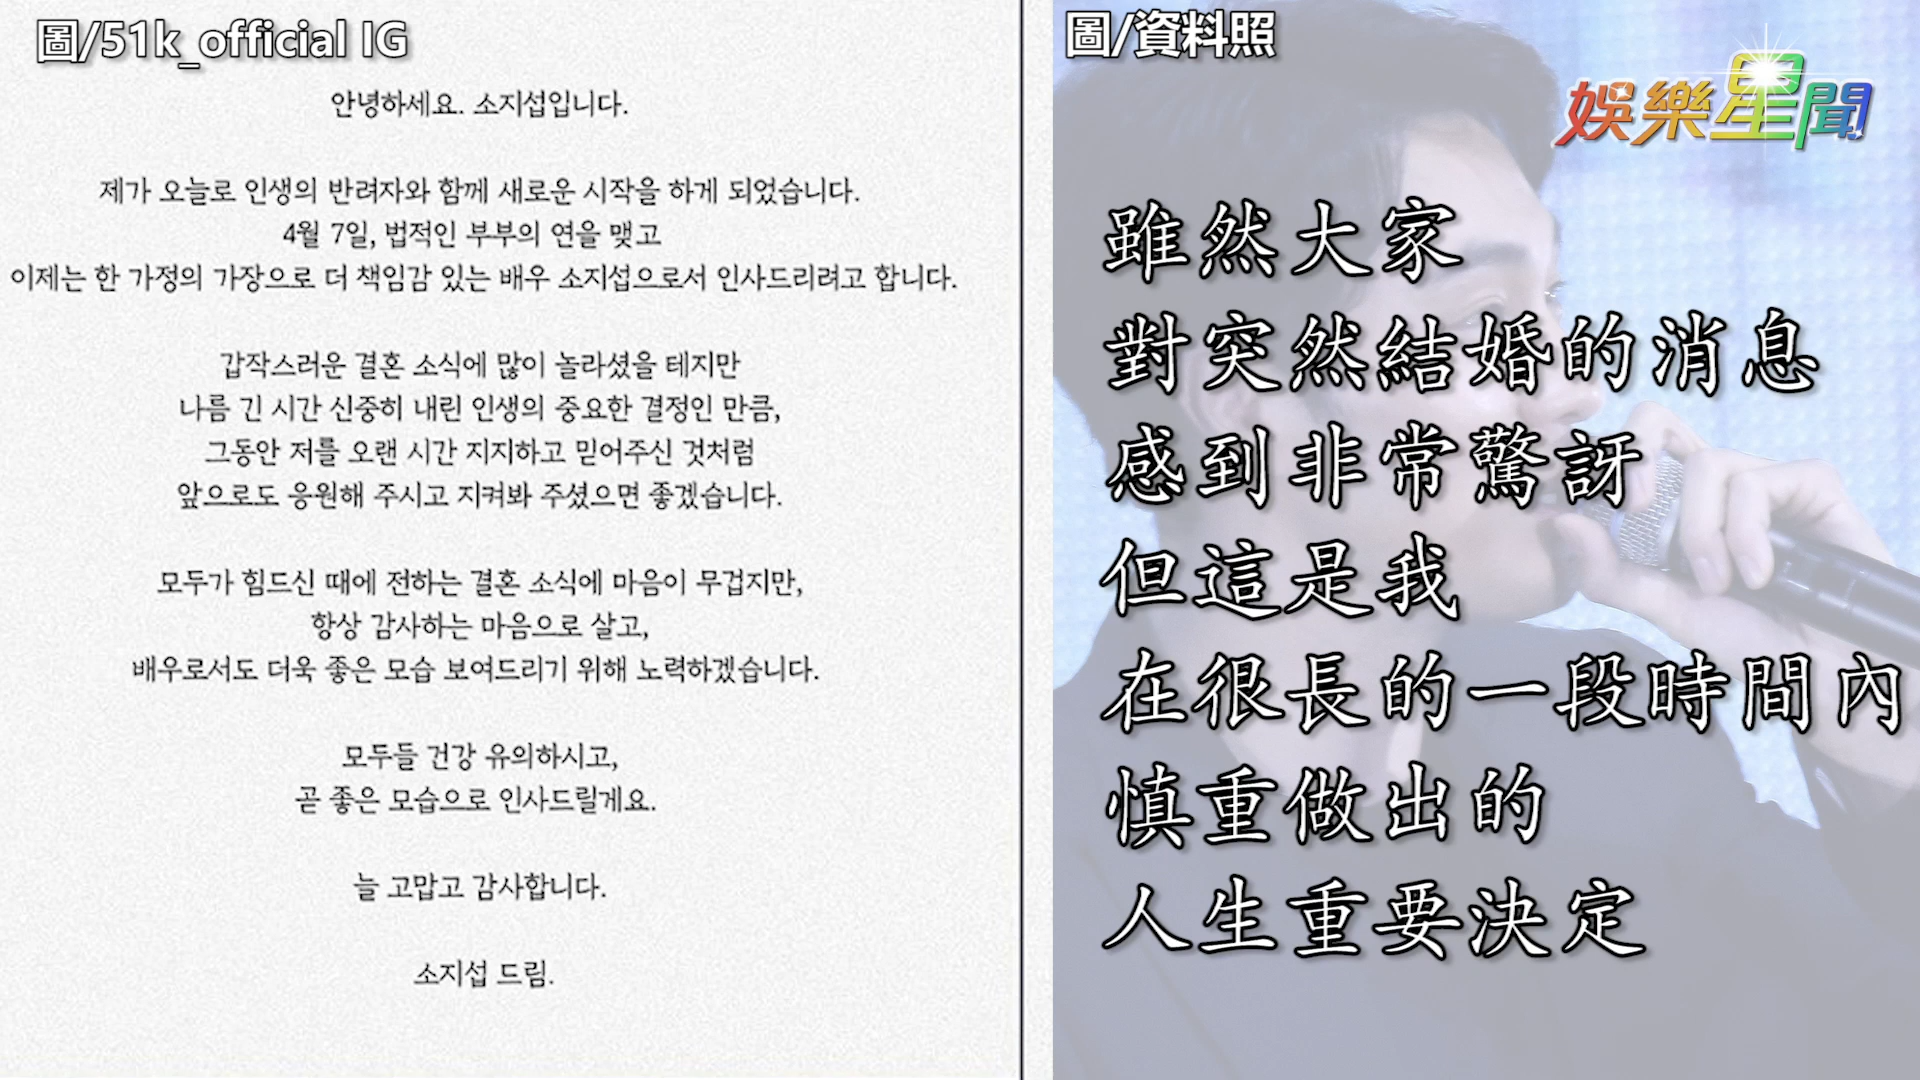 圖/51k_official IG
안녕하세요. 소지섭입니다.
제가 오늘로 인생의 반려자와 함께 새로운 시작을 하게 되었습니다.
4월 7일, 법적인 부부의 연을 맺고
이제는 한 가정의 가장으로 더 책임감 있는 배우 소지섭으로서 인사드리려고 합니다.
갑작스러운 결혼 소식에 많이 놀라셨을 테지만
나름 긴 시간 신중히 내린 인생의 중요한 결정인 만큼,
그동안 저를 오랜 시간 지지하고 믿어주신 것처럼
앞으로도 응원해 주시고 지켜봐 주셨으면 좋겠습니다.
모두가 힘드신 때에 전하는 결혼 소식에 마음이 무겁지만,
항상 감사하는 마음으로 살고,
배우로서도 더욱 좋은 모습 보여드리기 위해 노력하겠습니다.
모두들 건강 유의하시고,
곧 좋은 모습으로 인사드릴게요.
늘 고맙고 감사합니다.
소지섭 드림.
圖/資料照
娛樂星聞
雖然大家
對突然結婚的消息
感到非常驚訝
但這是我
在很長的一段時間內
慎重做出的
人生重要決定